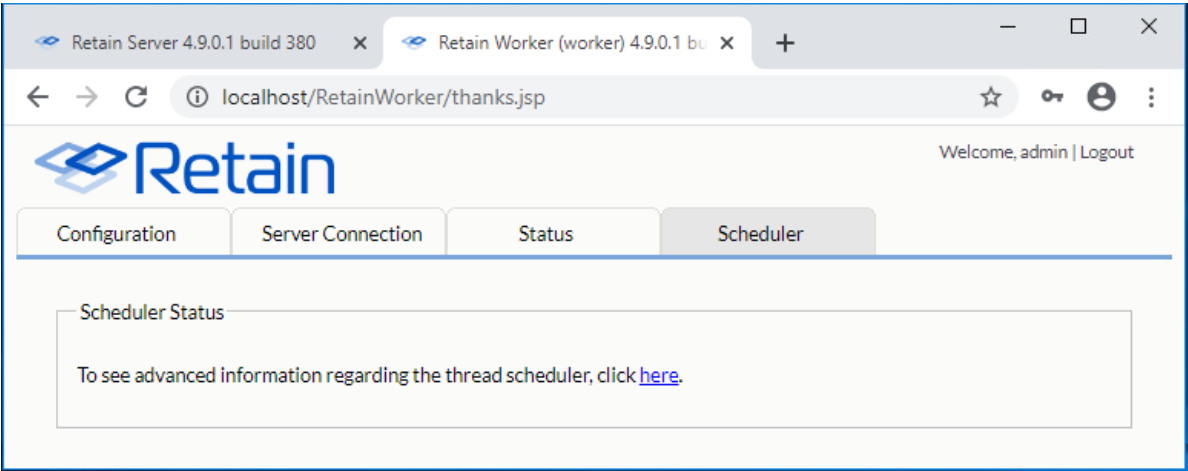 Retain Server 4.9.0.1 build 380
Retain Worker (worker) 4.9.0.1 bu
localhost/RetainWorker/thanks.jsp
Retain
Welcome, admin | Logout
Configuration Server Connection Status Scheduler
Scheduler Status
To see advanced information regarding the thread scheduler, click here.